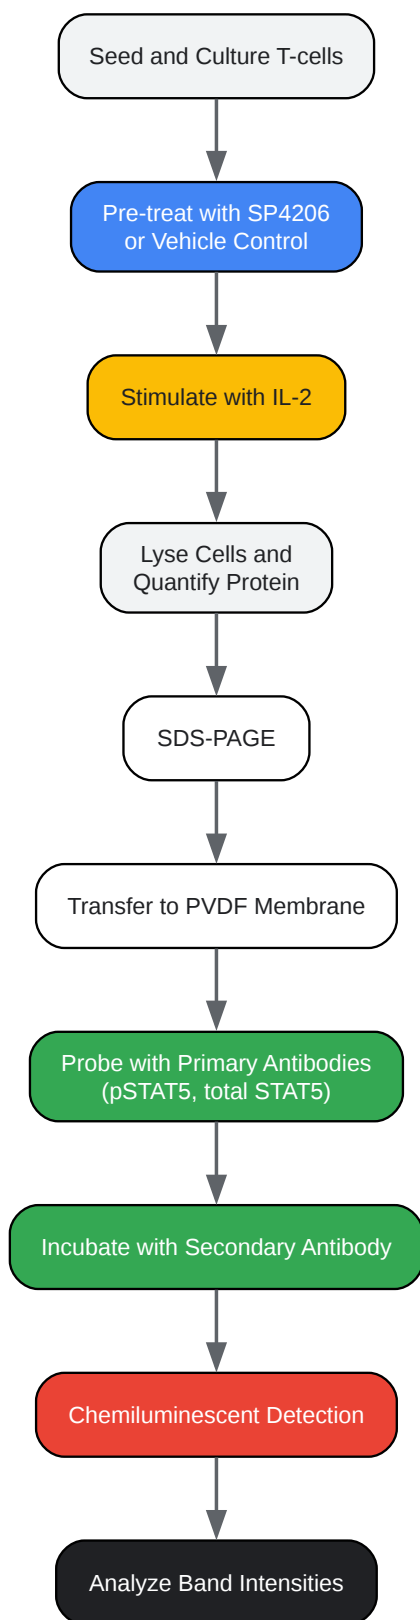 Seed and Culture T-cells
Pre-treat with SP4206
or Vehicle Control
Stimulate with IL-2
Lyse Cells and
Quantify Protein
SDS-PAGE
Transfer to PVDF Membrane
Probe with Primary Antibodies
(pSTAT5, total STAT5)
Incubate with Secondary Antibody
Chemiluminescent Detection
Analyze Band Intensities